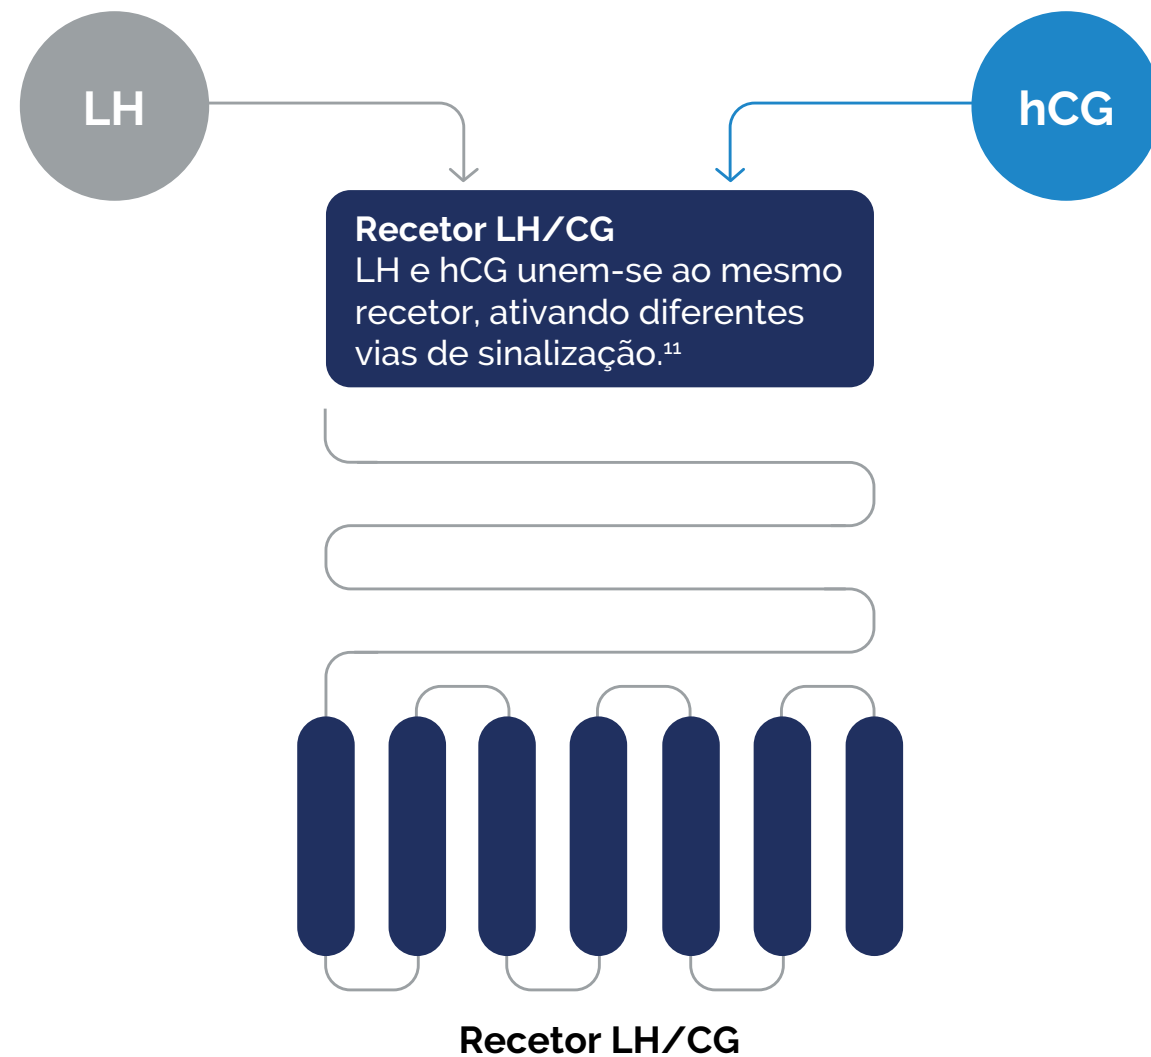 LH
hCG
Recetor LH/CG
LH e hCG unem-se ao mesmo
recetor, ativando diferentes
vias de sinalização.¹¹
Recetor LH/CG